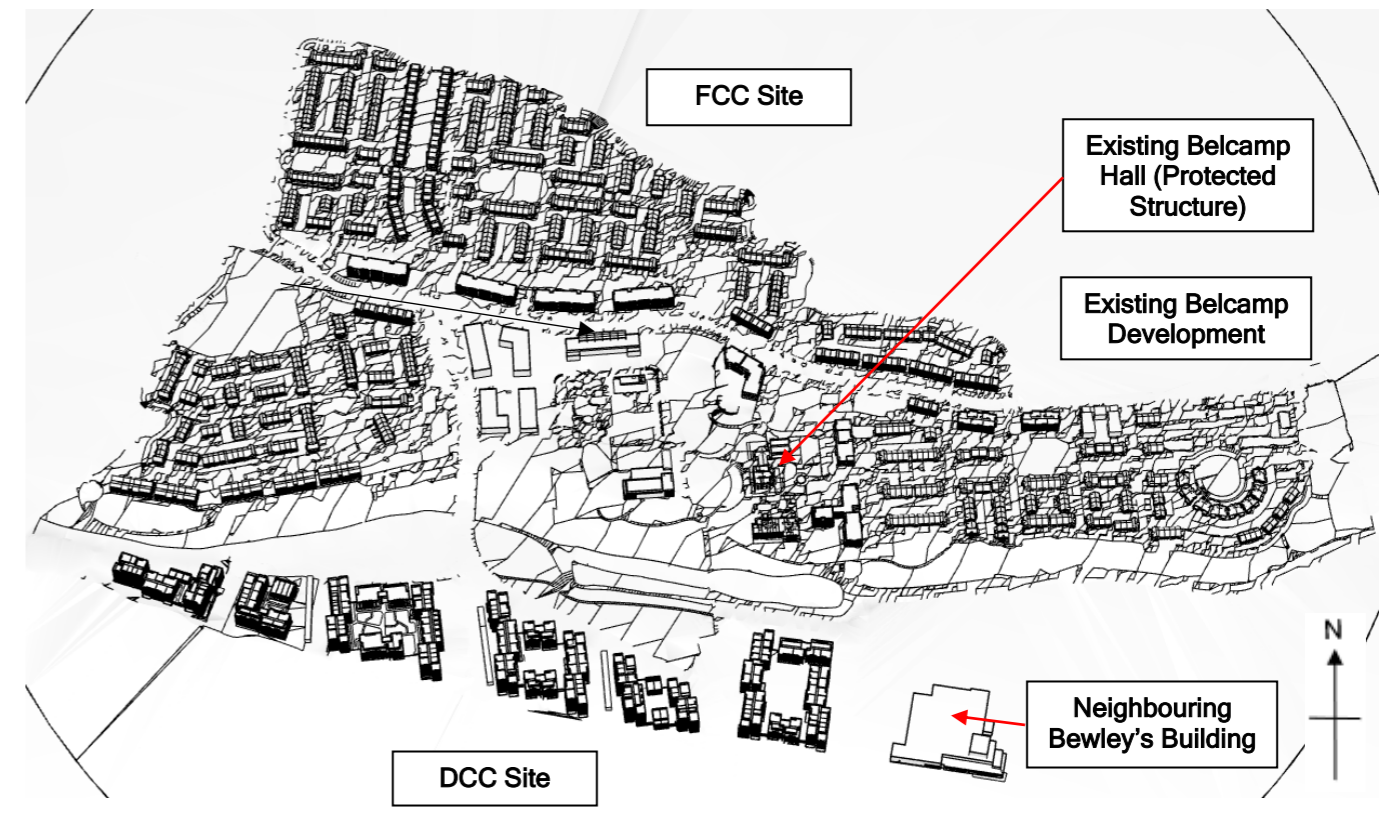 FCC Site
Existing Belcamp
Hall (Protected
Structure)
Existing Belcamp
Development
N
Neighbouring
Bewley's Building
DCC Site